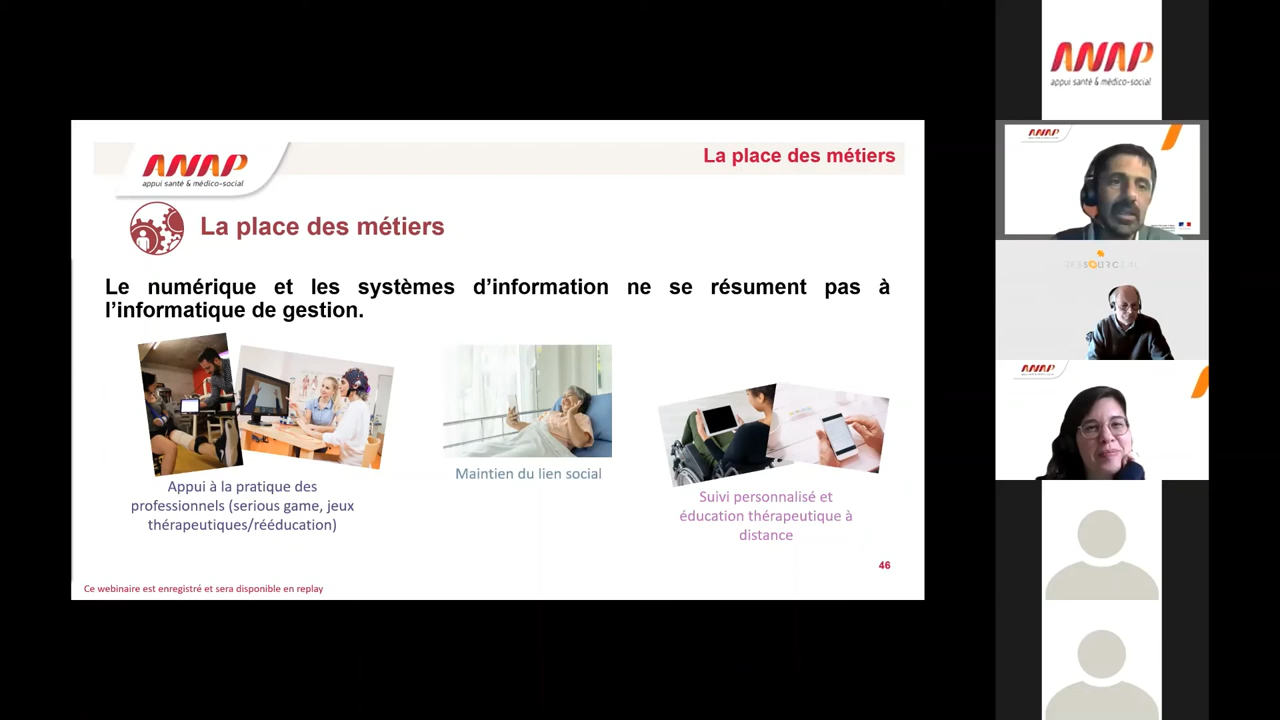 ANAP
appui santé & médico-social
La place des métiers
La place des métiers
Le numérique et les systèmes d'information ne se résument pas à
l'informatique de gestion.
Appui à la pratique des
professionnels (serious game, jeux
thérapeutiques/rééducation)
Maintien du lien social
Suivi personnalisé et
éducation thérapeutique à
distance
46
Ce webinaire est enregistré et sera disponible en replay
ANAP
appui santé & médico-social
ANAP
RESSOURCIAL
ANAP